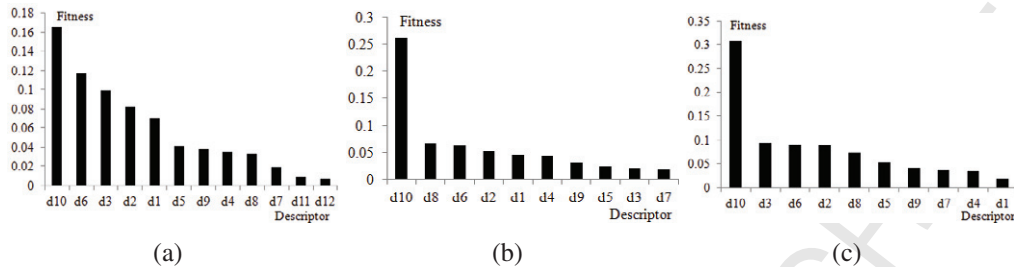 Fitness
0.18
0.16
0.14
0.12
0.1
0.08
0.06
0.04
0.02
0
d10 d6 d3 d2 d1 d5 d9 d4 d8 d7 d11 d12
Descriptor
(a)
Fitness
0.3
0.25
0.2
0.15
0.1
0.05
0
d10 d8 d6 d2 d1 d4 d9 d5 d3 d7
Descriptor
(b)
Fitness
0.35
0.3
0.25
0.2
0.15
0.1
0.05
0
d10 d3 d6 d2 d8 d5 d9 d7 d4 d1
Descriptor
(c)